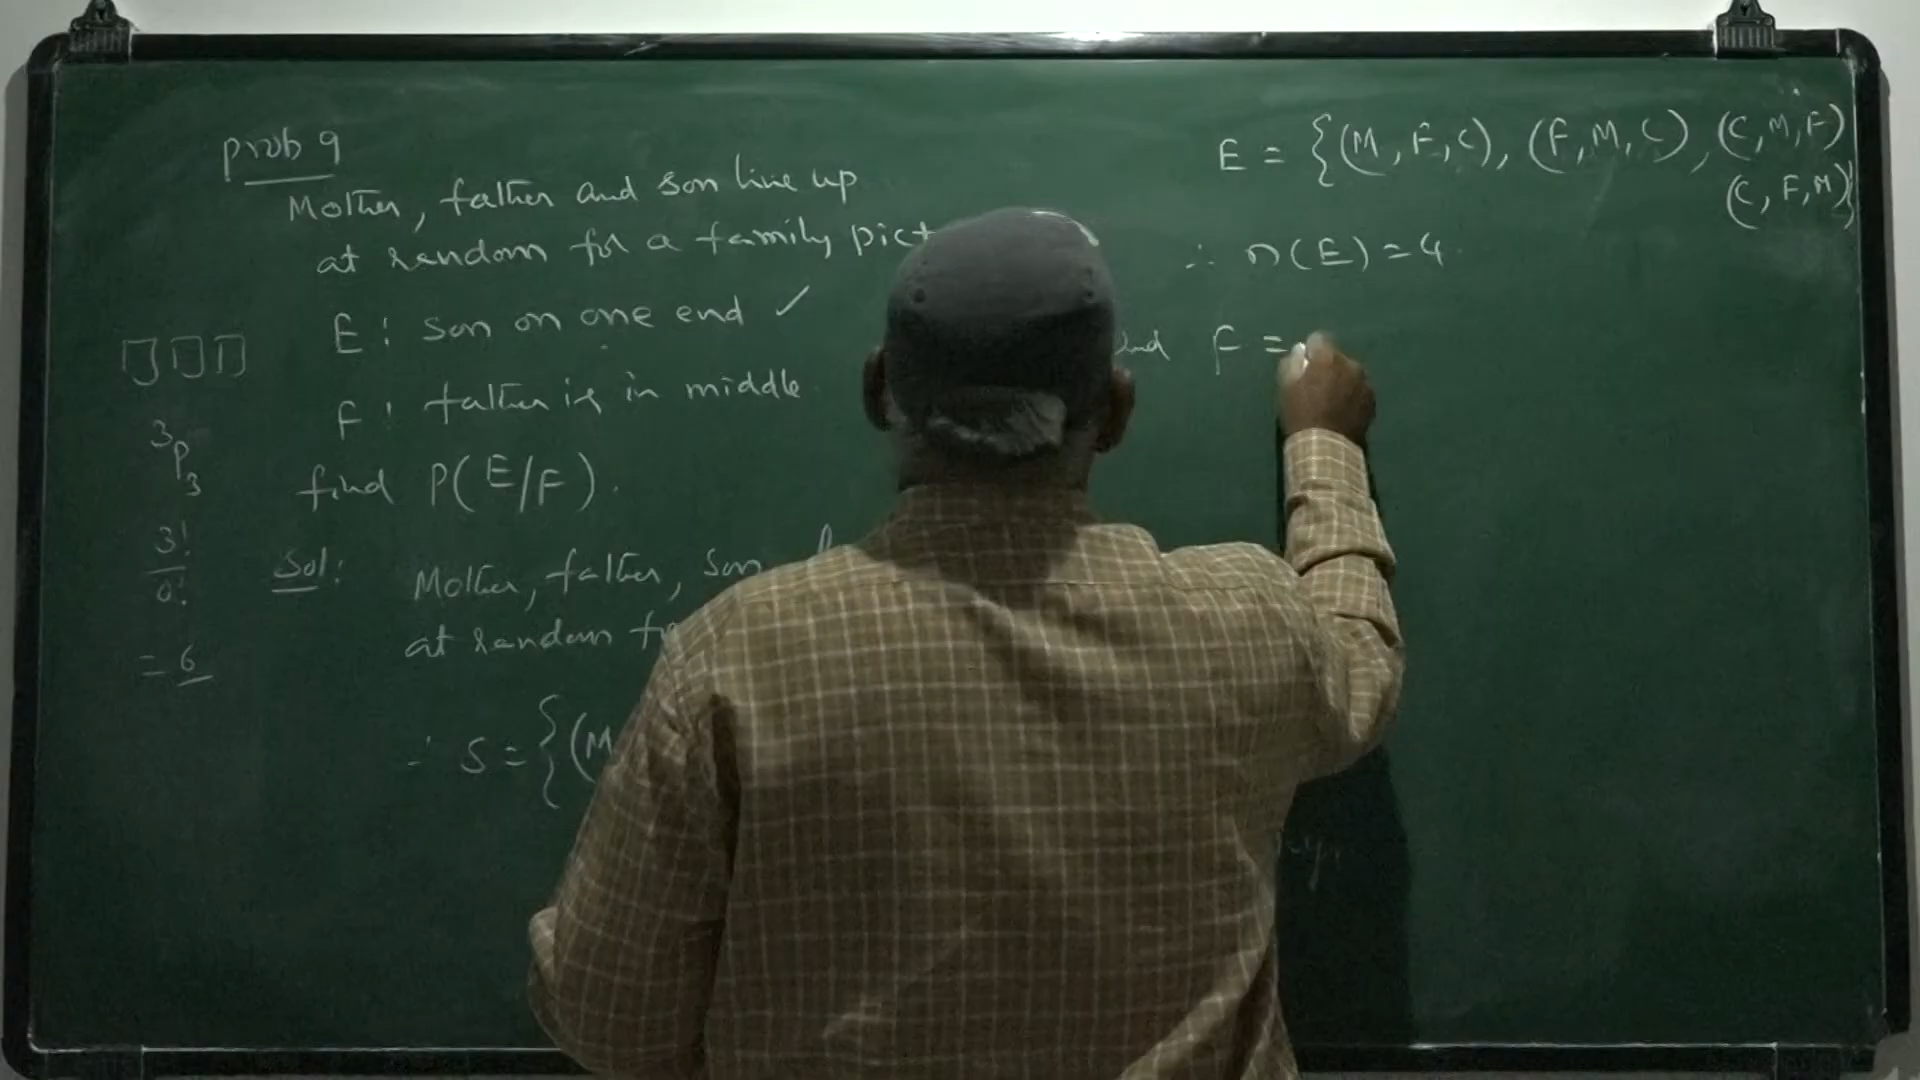 prob 9
Mother, father and son line up
at random for a family
E : son on one end ✓
F : father is in middle
find P(E/F).
3p3
3!
0!
= 6
Sol:
Mother, father, son
at random
∴ S = {(M
E = {(M, F, C), (F, M, C), (C, M, F)
(C, F, M)}
∴ n(E) = 4
and F =